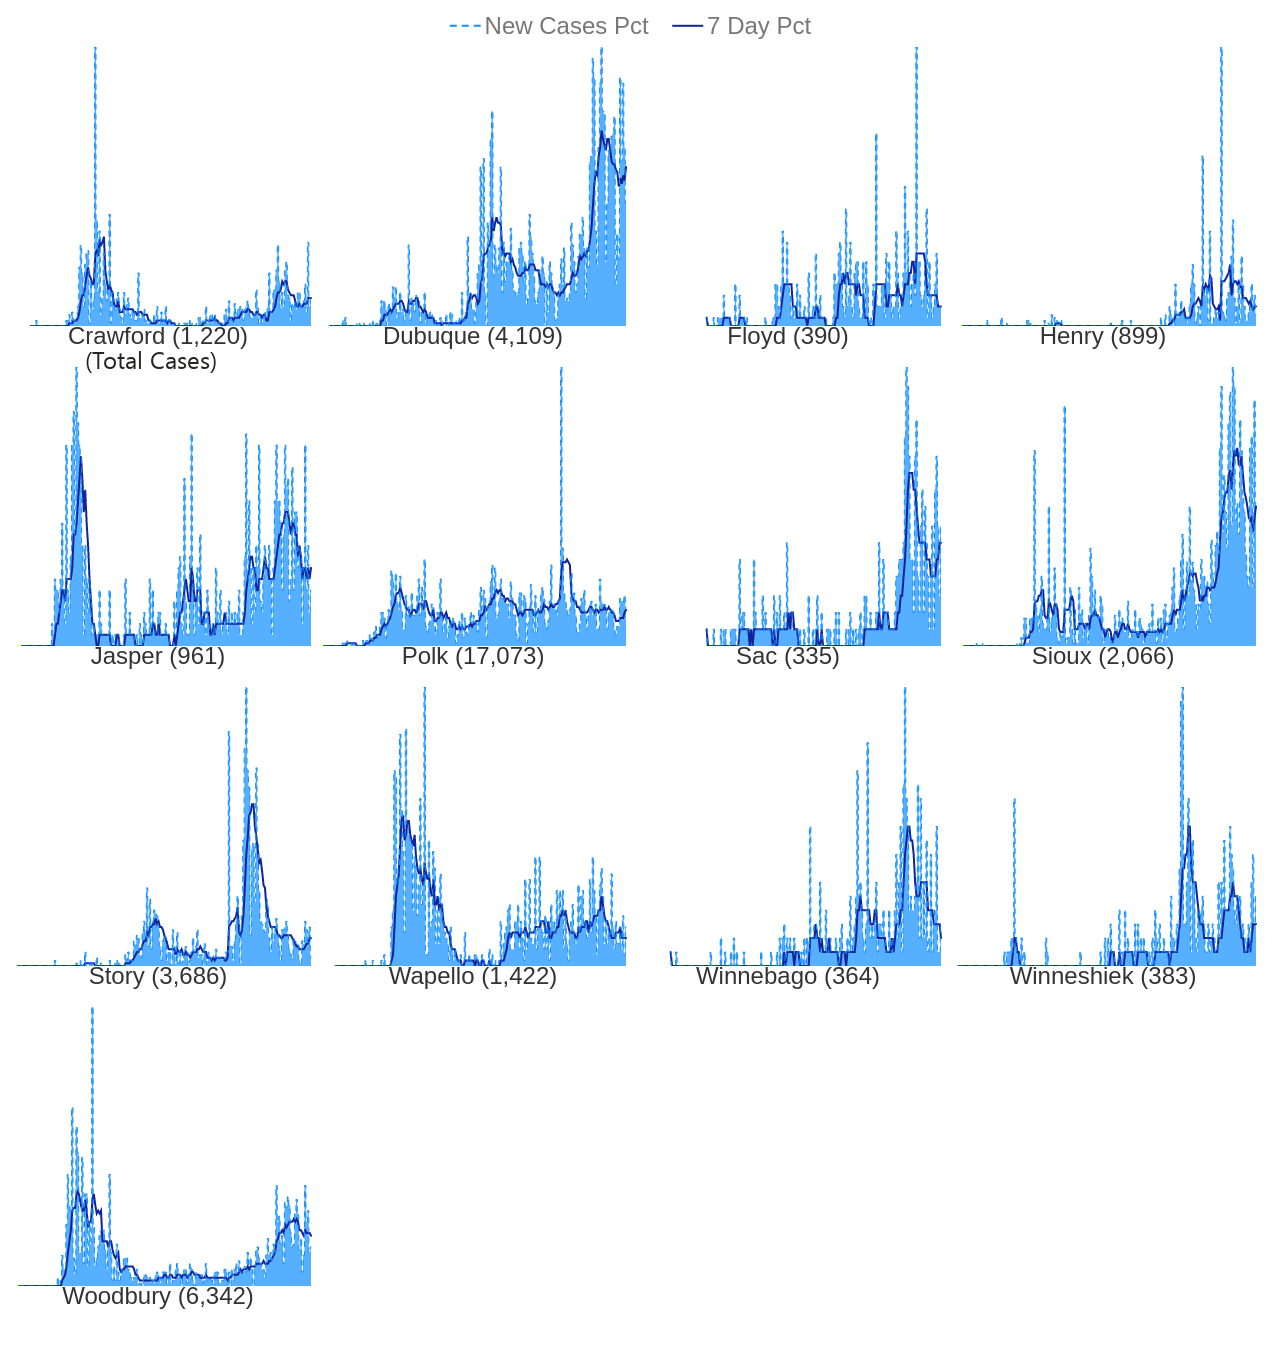 New Cases Pct 7 Day Pct
Crawford (1,220)
(Total Cases)
Dubuque (4,109)
Floyd (390)
Henry (899)
Jasper (961)
Polk (17,073)
Sac (335)
Sioux (2,066)
Story (3,686)
Wapello (1,422)
Winnebago (364)
Winneshiek (383)
Woodbury (6,342)